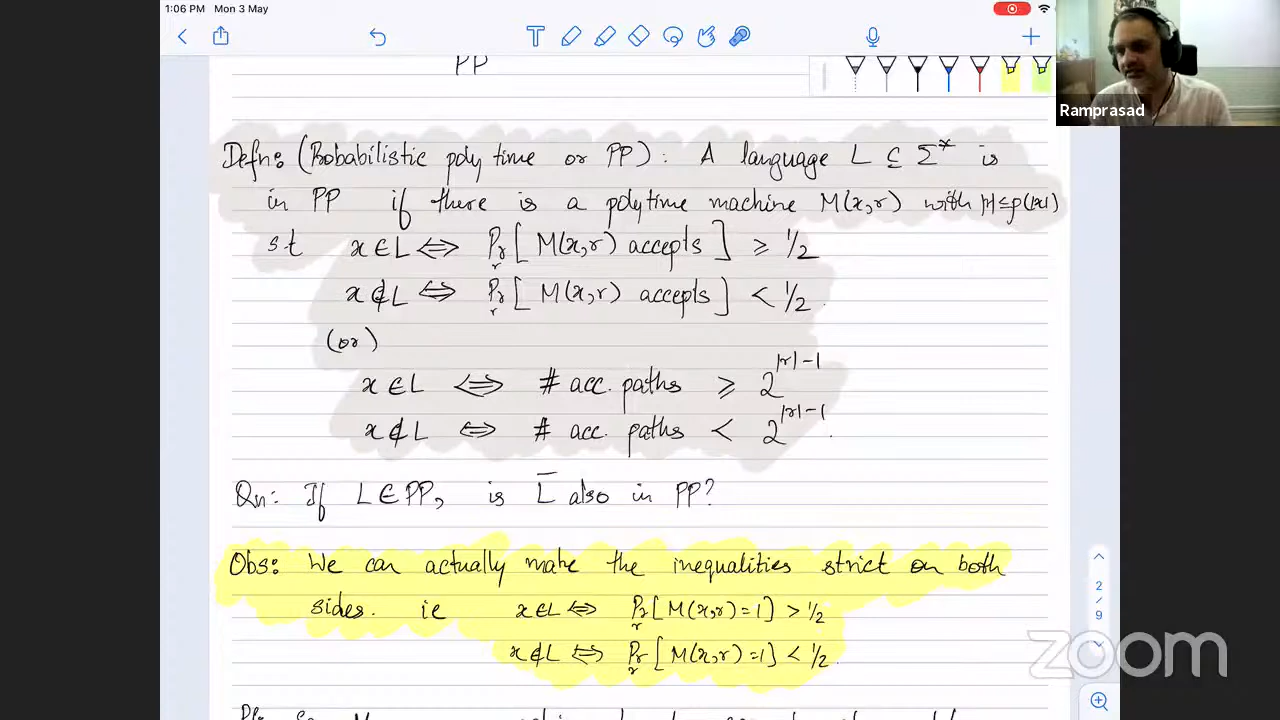 1:06 PM Mon 3 May
PP
Ramprasad
Defn: (Probabilistic poly time or PP): A language L ⊆ Σ* is
in PP if there is a polytime machine M(x,r) with |r|≤p(|x|)
st x∈L ⟺ Pr_r[M(x,r) accepts] ≥ 1/2
x∉L ⟺ Pr_r[M(x,r) accepts] < 1/2.
(or)
x∈L ⟺ # acc. paths ≥ 2^{|r|-1}
x∉L ⟺ # acc. paths < 2^{|r|-1}.
Qn: If L∈PP, is L̅ also in PP?
Obs: We can actually make the inequalities strict on both
sides. ie x∈L ⟺ Pr_r[M(x,r)=1] > 1/2
x∉L ⟺ Pr_r[M(x,r)=1] < 1/2.
2
/
9
zoom